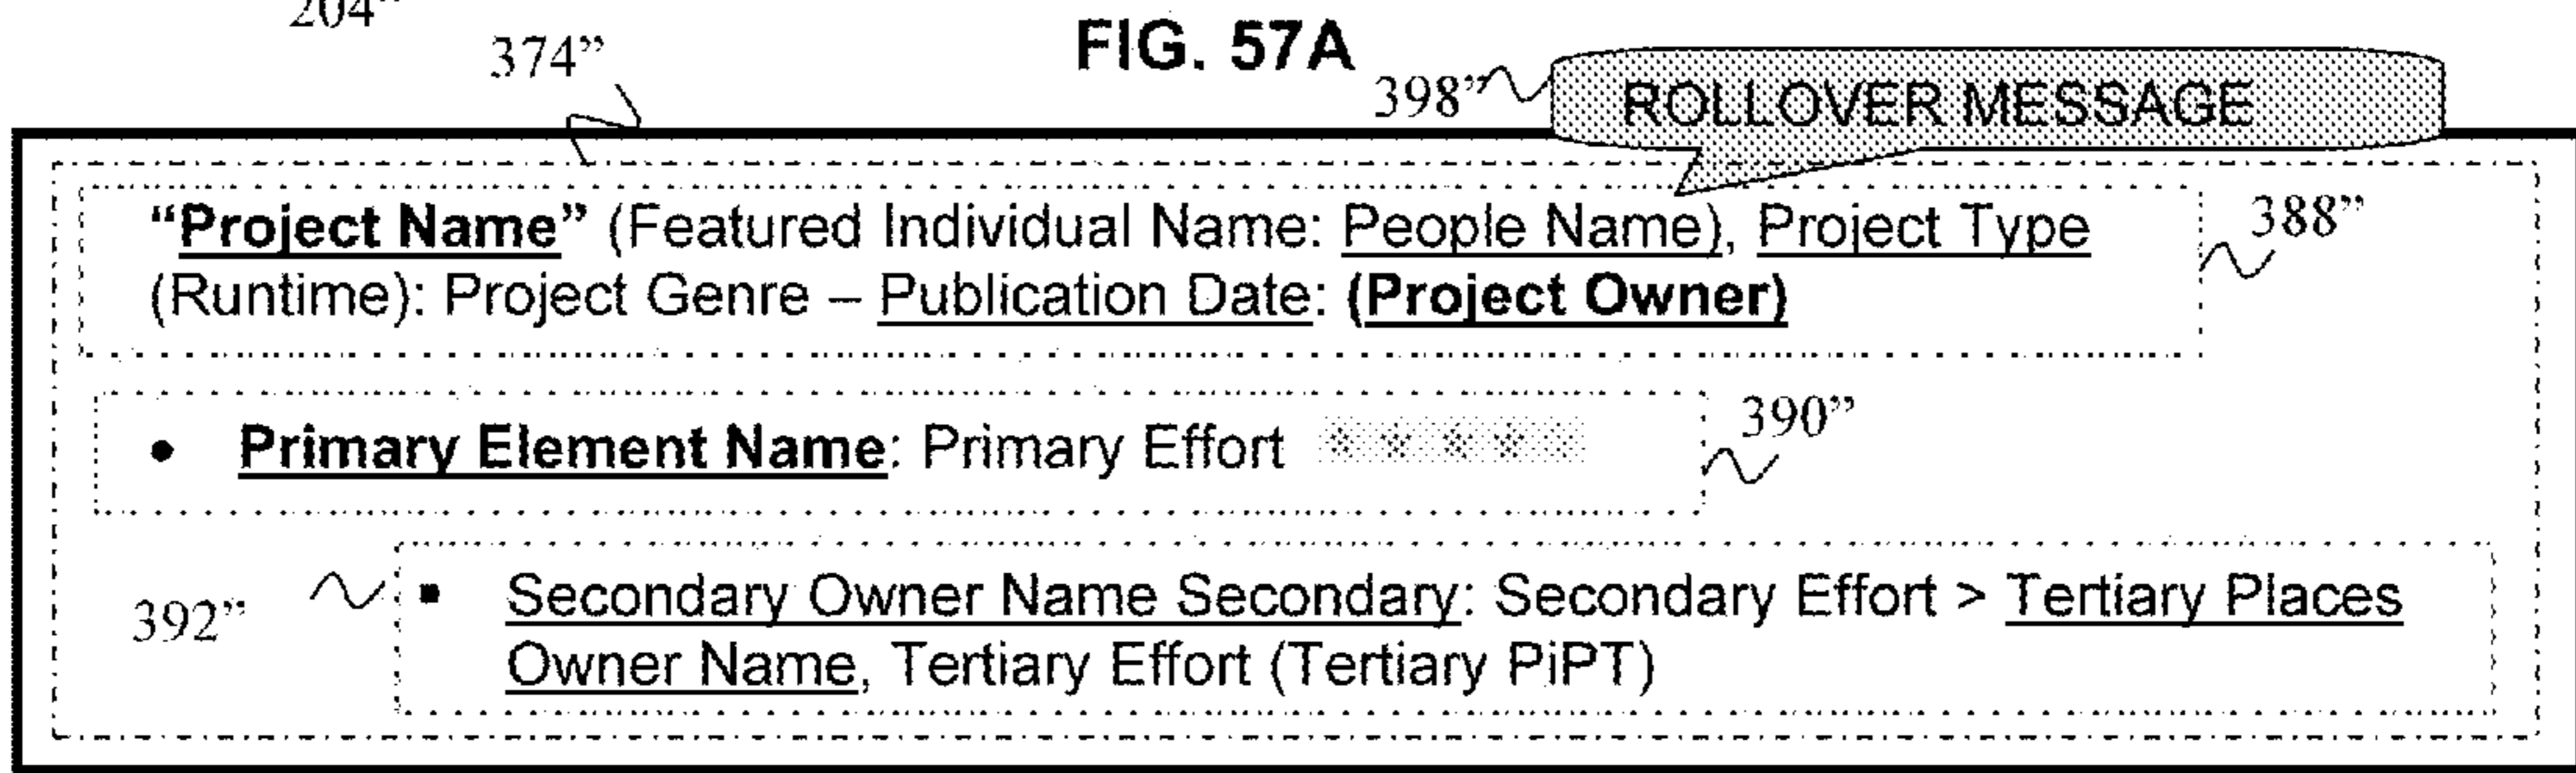 204”
FIG. 57A
374”
398”
ROLLOVER MESSAGE
“Project Name” (Featured Individual Name: People Name), Project Type
(Runtime): Project Genre – Publication Date: (Project Owner)
388”
• Primary Element Name: Primary Effort
390”
392”
▪ Secondary Owner Name Secondary: Secondary Effort > Tertiary Places
Owner Name, Tertiary Effort (Tertiary PiPT)